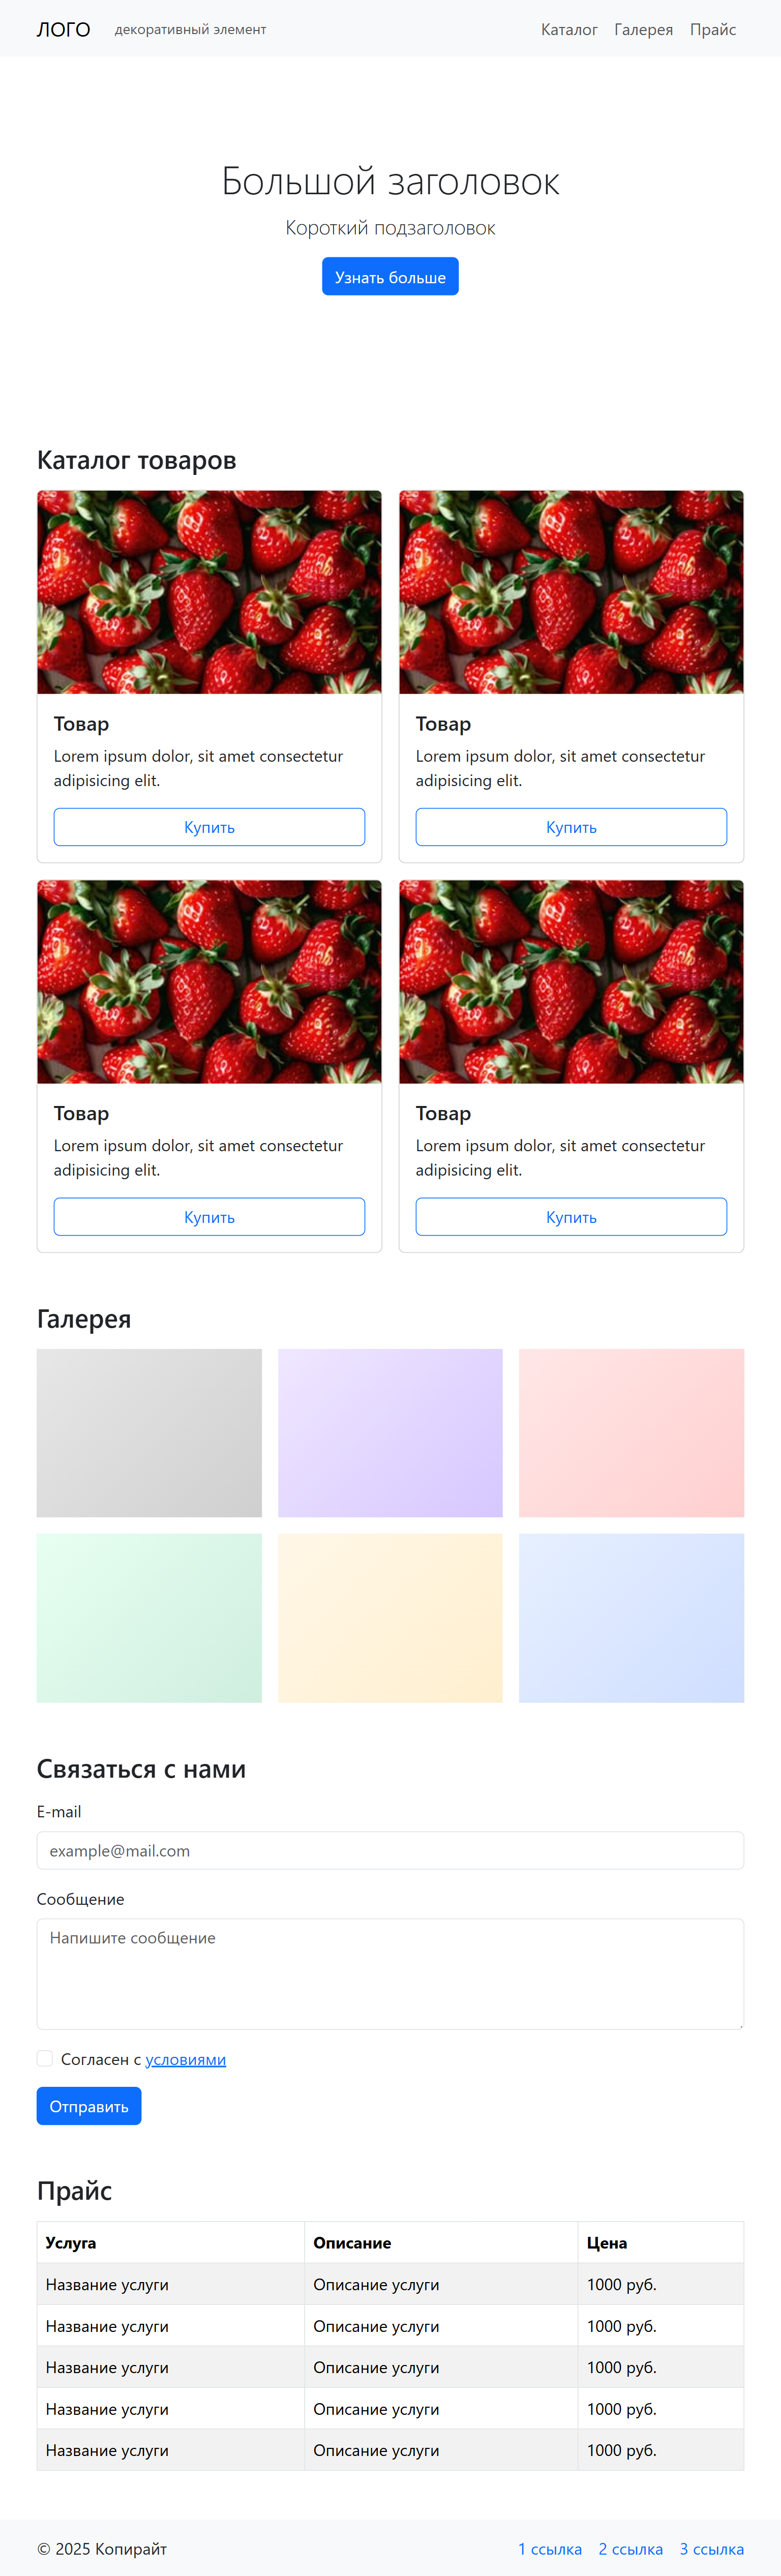 ЛОГО декоративный элемент Каталог Галерея Прайс
Большой заголовок
Короткий подзаголовок
Узнать больше
Каталог товаров
Товар
Lorem ipsum dolor, sit amet consectetur
adipisicing elit.
Купить
Товар
Lorem ipsum dolor, sit amet consectetur
adipisicing elit.
Купить
Товар
Lorem ipsum dolor, sit amet consectetur
adipisicing elit.
Купить
Товар
Lorem ipsum dolor, sit amet consectetur
adipisicing elit.
Купить
Галерея
Связаться с нами
E-mail
example@mail.com
Сообщение
Напишите сообщение
Согласен с условиями
Отправить
Прайс
Услуга Описание Цена
Название услуги Описание услуги 1000 руб.
Название услуги Описание услуги 1000 руб.
Название услуги Описание услуги 1000 руб.
Название услуги Описание услуги 1000 руб.
Название услуги Описание услуги 1000 руб.
© 2025 Копирайт 1 ссылка 2 ссылка 3 ссылка